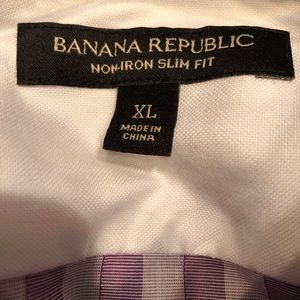 BANANA REPUBLIC
NON-IRON SLIM FIT
XL
MADE IN
CHINA